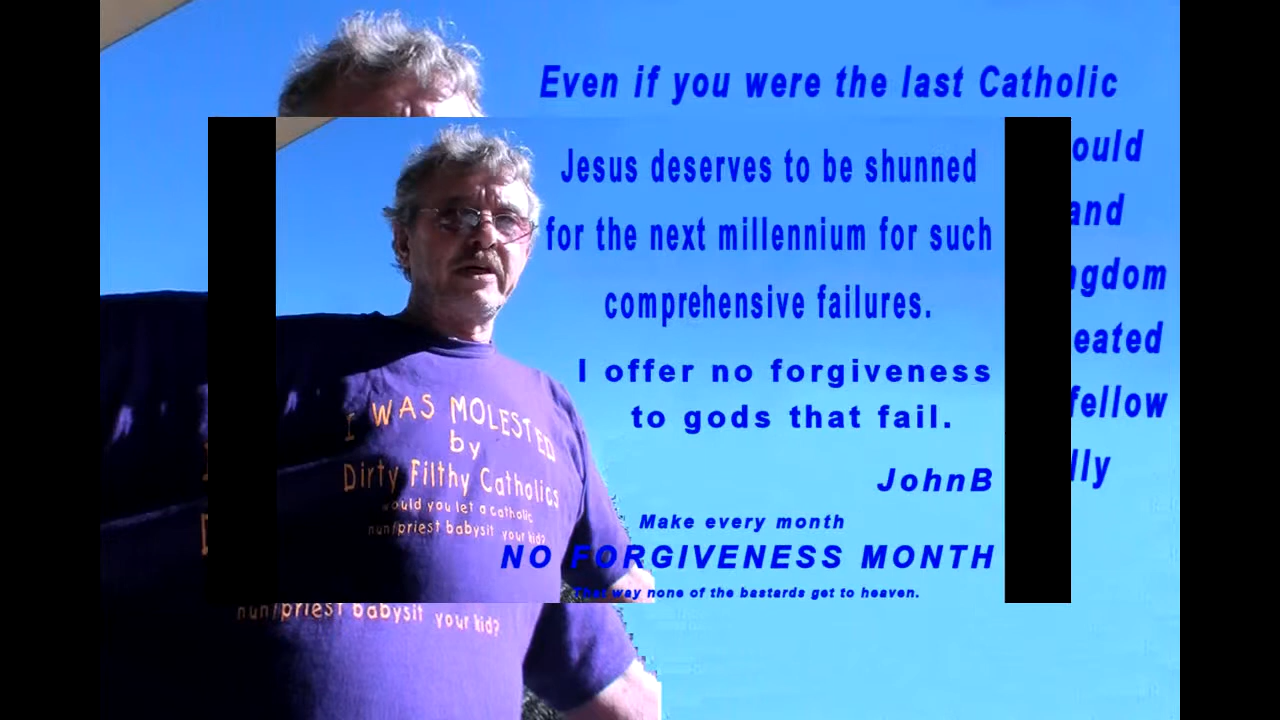 Even if you were the last Catholic
ould
and
ngdom
eated
fellow
lly
Jesus deserves to be shunned
for the next millennium for such
comprehensive failures.
I offer no forgiveness
to gods that fail.
JohnB
Make every month
NO FORGIVENESS MONTH
That way none of the bastards get to heaven.
I WAS MOLESTED
by
Dirty Filthy Catholics
would you let a catholic
nun/priest babysit your kid?
nun/priest babysit your kid?